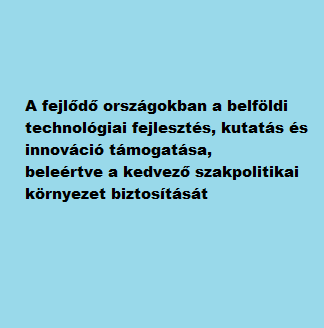 A fejlődő országokban a belföldi
technológiai fejlesztés, kutatás és
innováció támogatása,
beleértve a kedvező szakpolitikai
környezet biztosítását